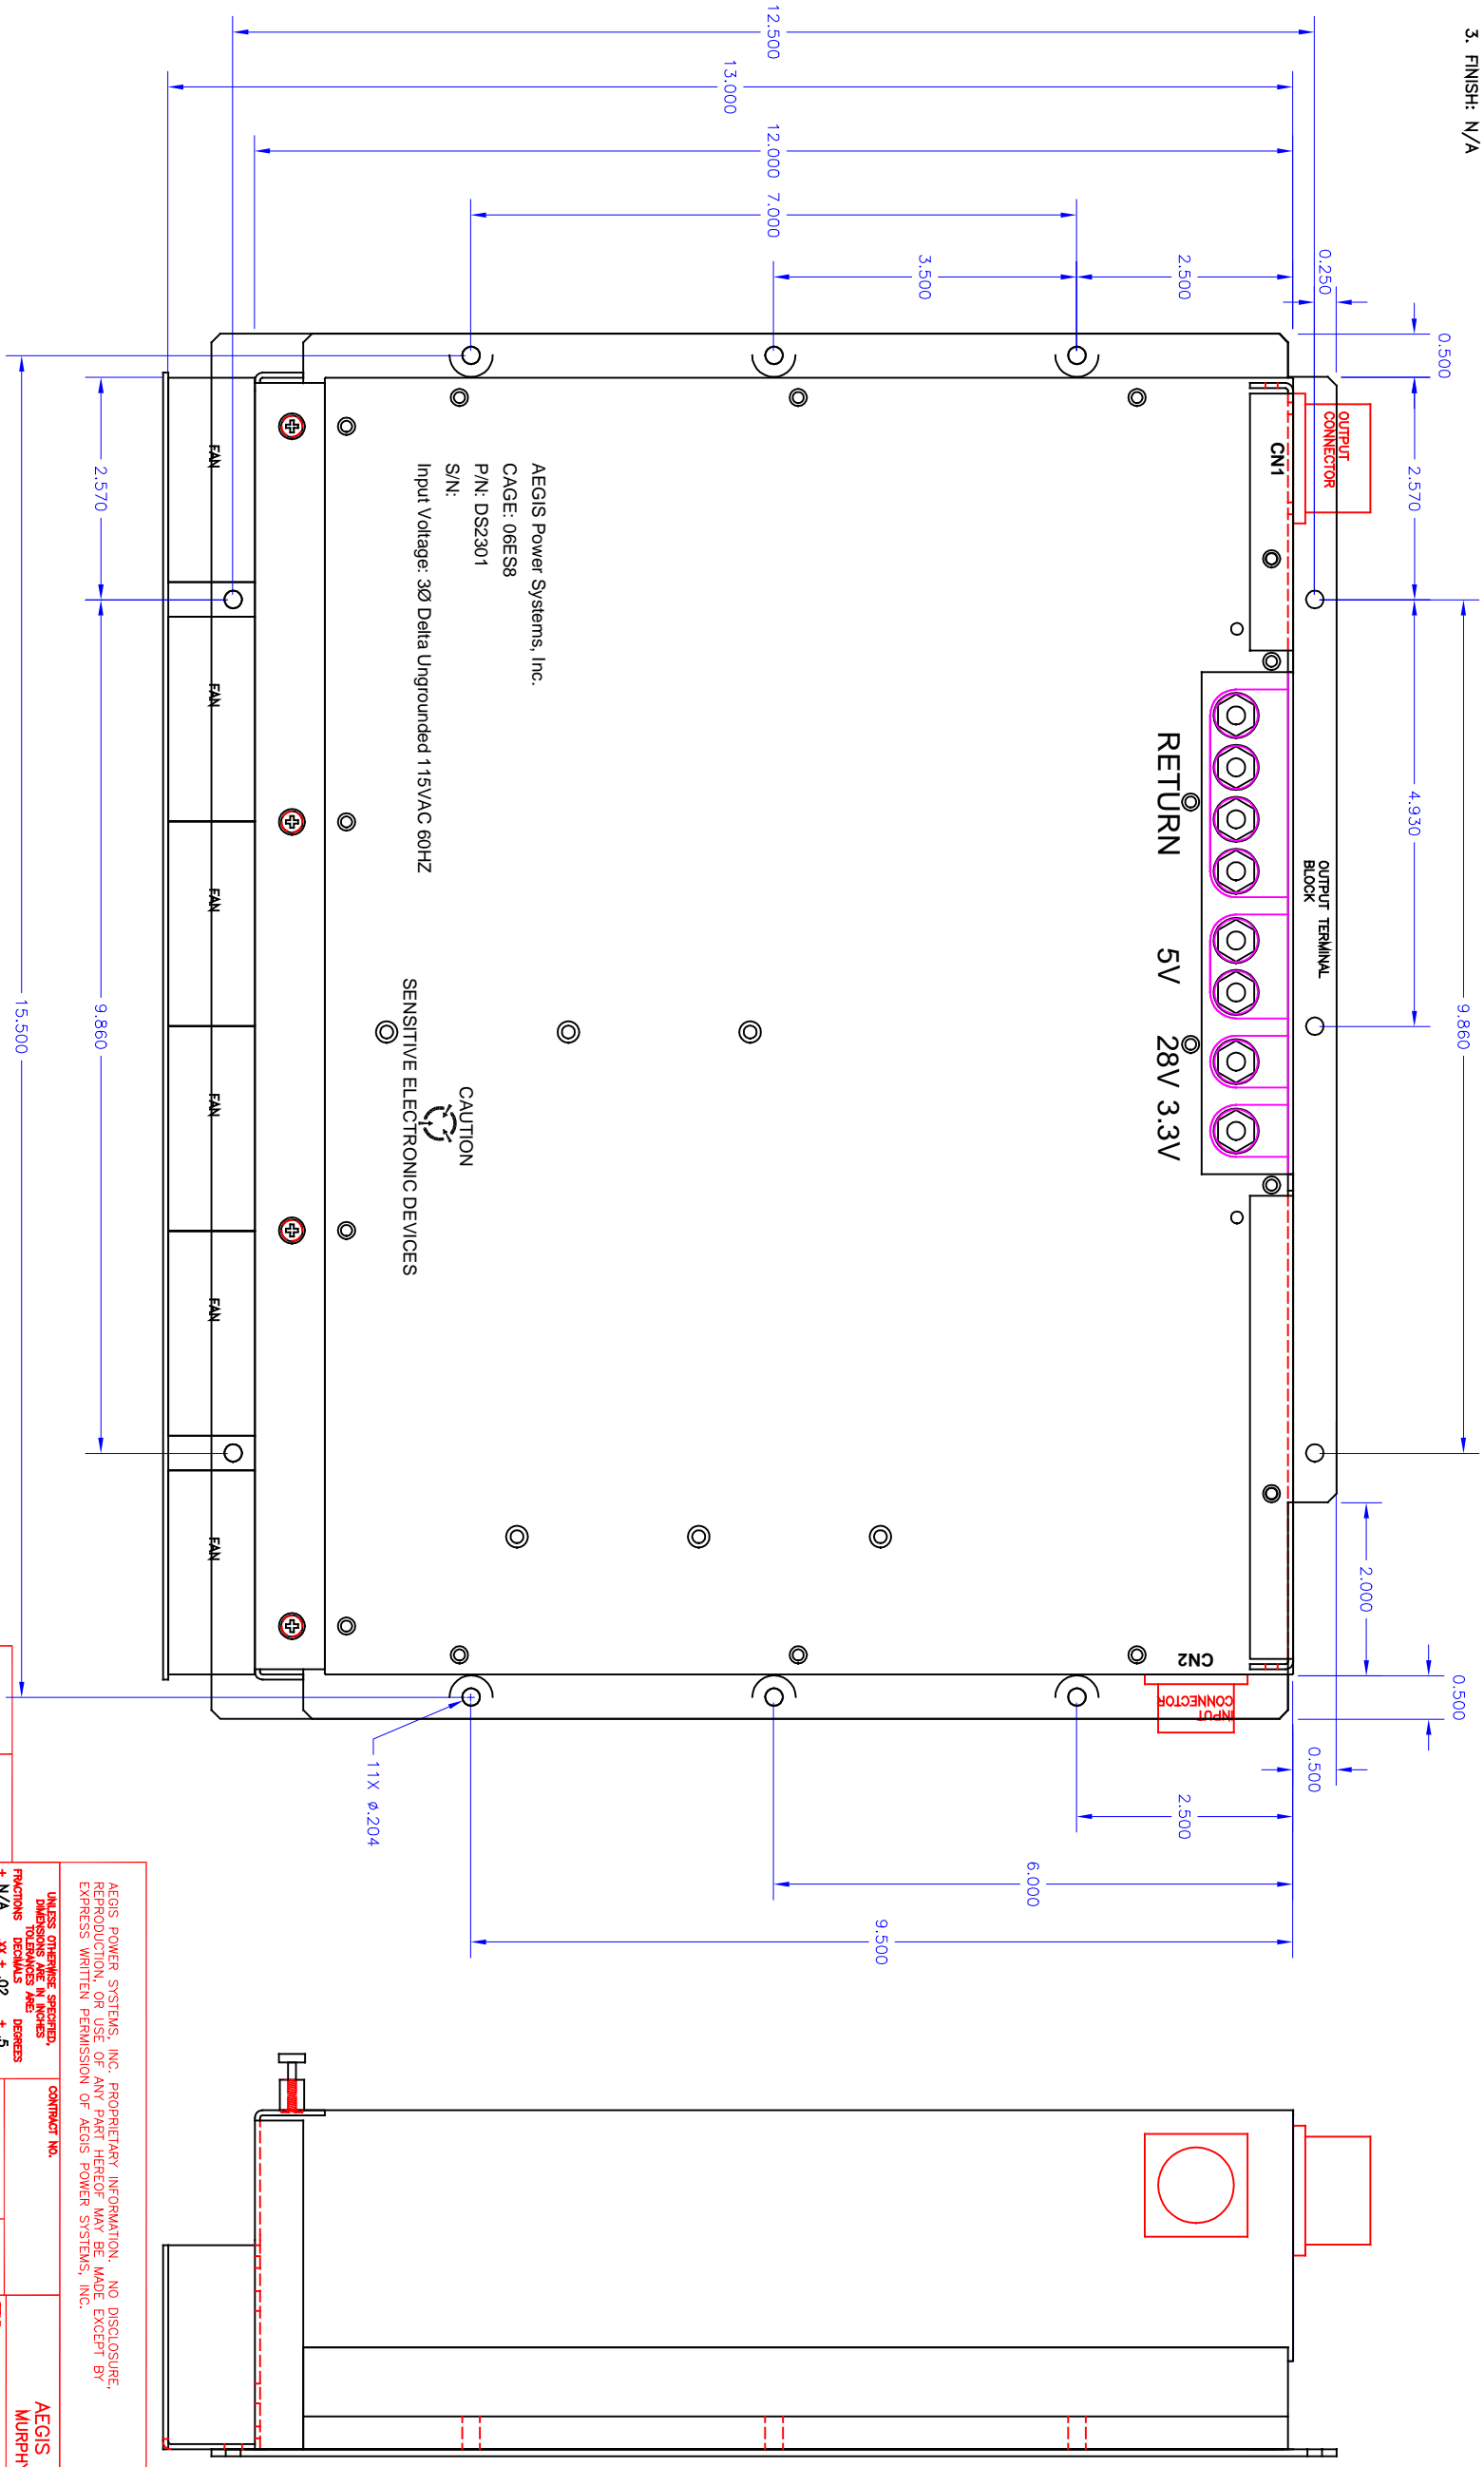 3. FINISH: N/A
0.500
2.570
4.930
9.860
2.000
0.500
0.500
0.250
2.500
3.500
7.000
12.000
13.000
12.500
2.500
6.000
9.500
OUTPUT
CONNECTOR
CN1
OUTPUT TERMINAL
BLOCK
RETURN 5V 28V 3.3V
CN2
INPUT
CONNECTOR
AEGIS Power Systems, Inc.
CAGE: 06ES8
P/N: DS2301
S/N:
Input Voltage: 3Ø Delta Ungrounded 115VAC 60HZ
CAUTION
SENSITIVE ELECTRONIC DEVICES
11X Ø.204
FAN FAN FAN FAN FAN FAN
2.570
9.860
15.500
AEGIS POWER SYSTEMS, INC. PROPRIETARY INFORMATION. NO DISCLOSURE,
REPRODUCTION, OR USE OF ANY PART HEREOF MAY BE MADE EXCEPT BY
EXPRESS WRITTEN PERMISSION OF AEGIS POWER SYSTEMS, INC.
UNLESS OTHERWISE SPECIFIED,
DIMENSIONS ARE IN INCHES
TOLERANCES ARE:
FRACTIONS DECIMALS DEGREES
± N/A .XX ± .02 ± .5
CONTRACT NO.
AEGIS
MURPHY